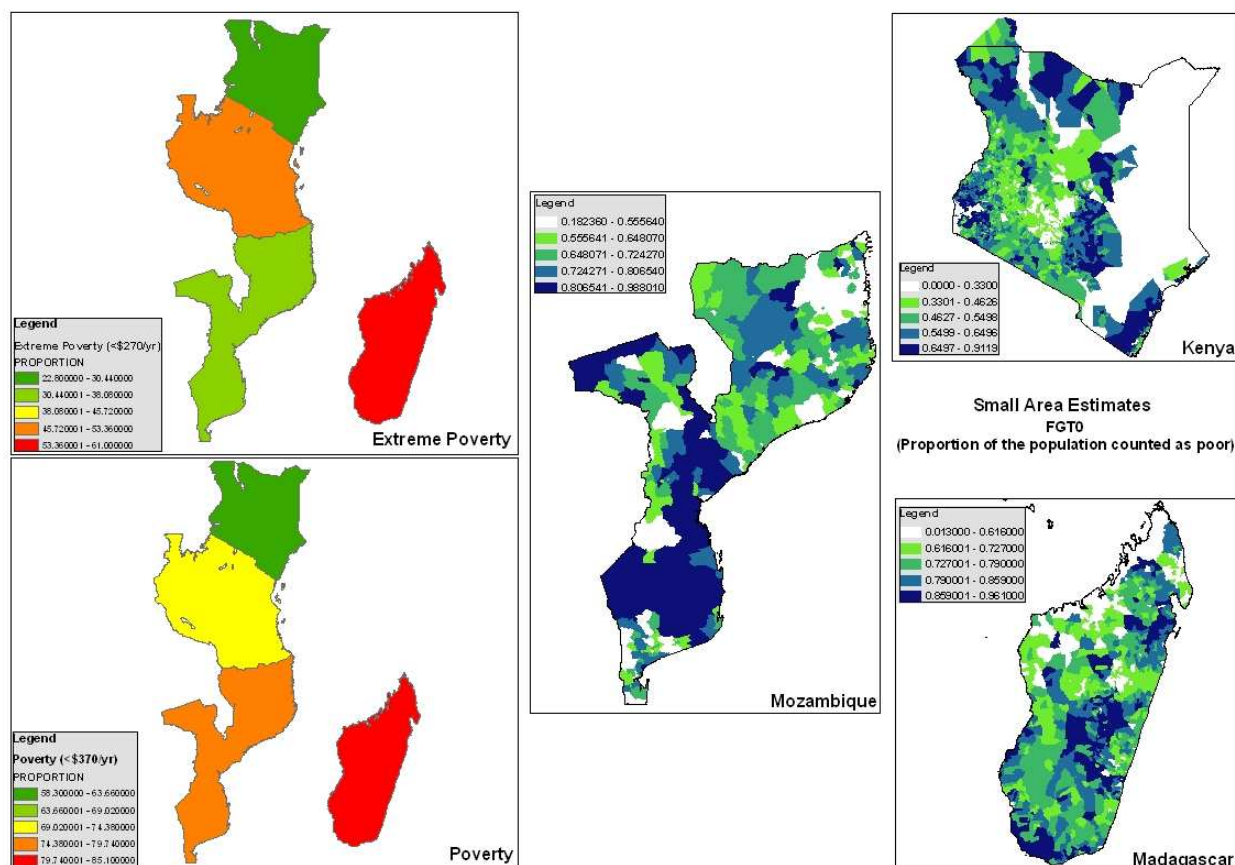 Legend
Extreme Poverty (<$270/yr)
PROPORTION
22.800000 - 30.440000
30.440001 - 38.080000
38.080001 - 45.720000
45.720001 - 53.360000
53.360001 - 61.000000
Extreme Poverty
Legend
Poverty (<$370/yr)
PROPORTION
58.300000 - 63.660000
63.660001 - 69.020000
69.020001 - 74.380000
74.380001 - 79.740000
79.740001 - 85.100000
Poverty
Legend
0.182360 - 0.555640
0.555641 - 0.648070
0.648071 - 0.724270
0.724271 - 0.806540
0.806541 - 0.988010
Mozambique
Legend
0.0000 - 0.3300
0.3301 - 0.4626
0.4627 - 0.5498
0.5499 - 0.6496
0.6497 - 0.9119
Kenya
Small Area Estimates
FGT0
(Proportion of the population counted as poor)
Legend
0.013000 - 0.616000
0.616001 - 0.727000
0.727001 - 0.790000
0.790001 - 0.859000
0.859001 - 0.961000
Madagascar